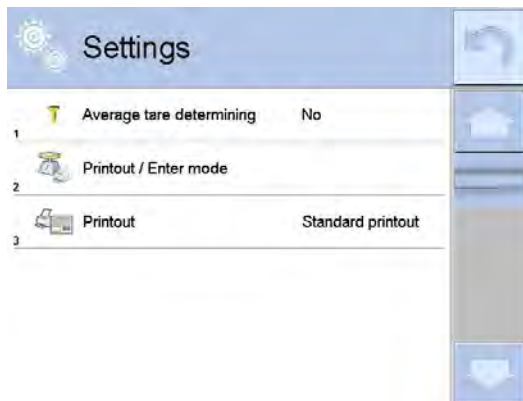 Settings
Average tare determining No
1
Printout / Enter mode
2
Printout Standard printout
3